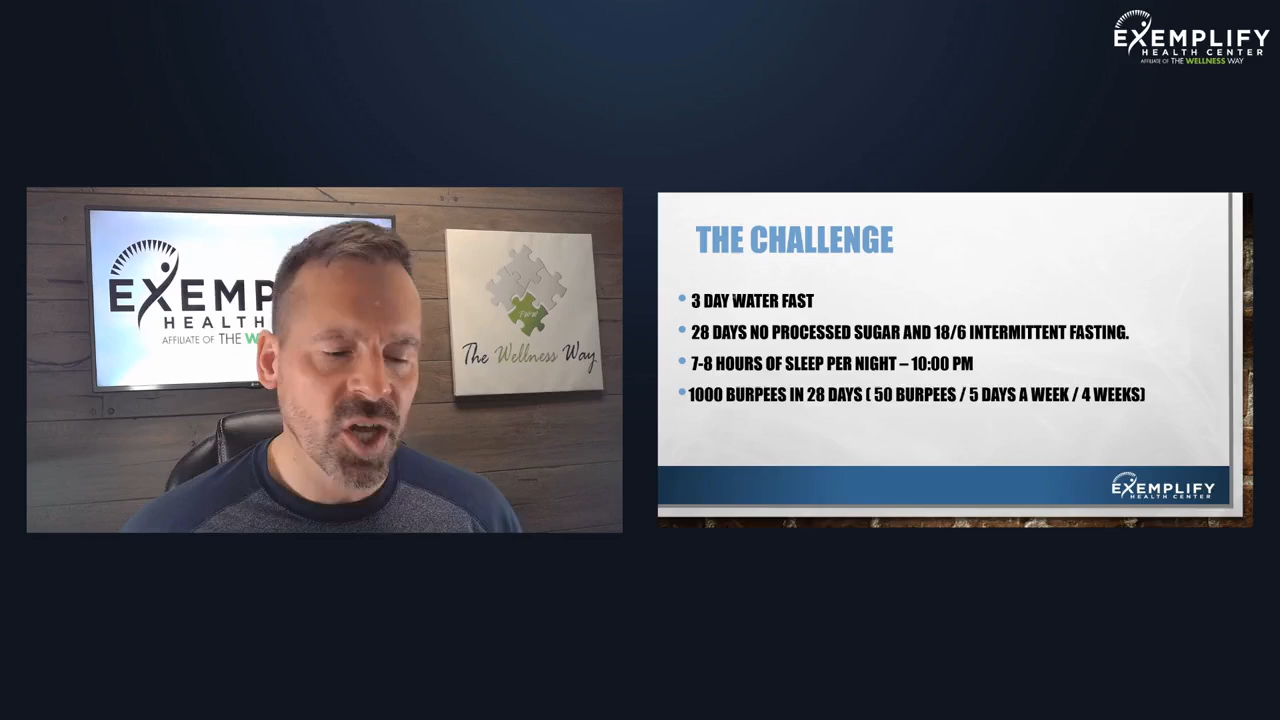 EXEMPLIFY
HEALTH CENTER
AFFILIATE OF THE WELLNESS WAY
EXEMP
HEALTH
AFFILIATE OF THE W
The Wellness Way
THE CHALLENGE
• 3 DAY WATER FAST
• 28 DAYS NO PROCESSED SUGAR AND 18/6 INTERMITTENT FASTING.
• 7-8 HOURS OF SLEEP PER NIGHT – 10:00 PM
• 1000 BURPEES IN 28 DAYS ( 50 BURPEES / 5 DAYS A WEEK / 4 WEEKS)
EXEMPLIFY
HEALTH CENTER